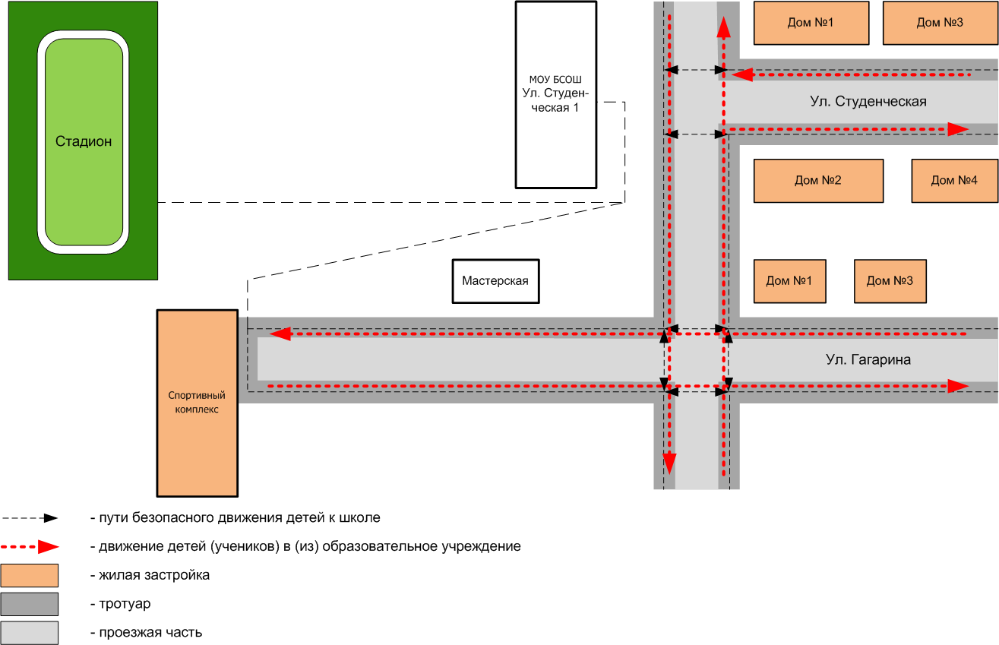 Дом №1
Дом №3
МОУ БСОШ
Ул. Студен-
ческая 1
Ул. Студенческая
Стадион
Дом №2
Дом №4
Мастерская
Дом №1
Дом №3
Ул. Гагарина
Спортивный
комплекс
- пути безопасного движения детей к школе
- движение детей (учеников) в (из) образовательное учреждение
- жилая застройка
- тротуар
- проезжая часть